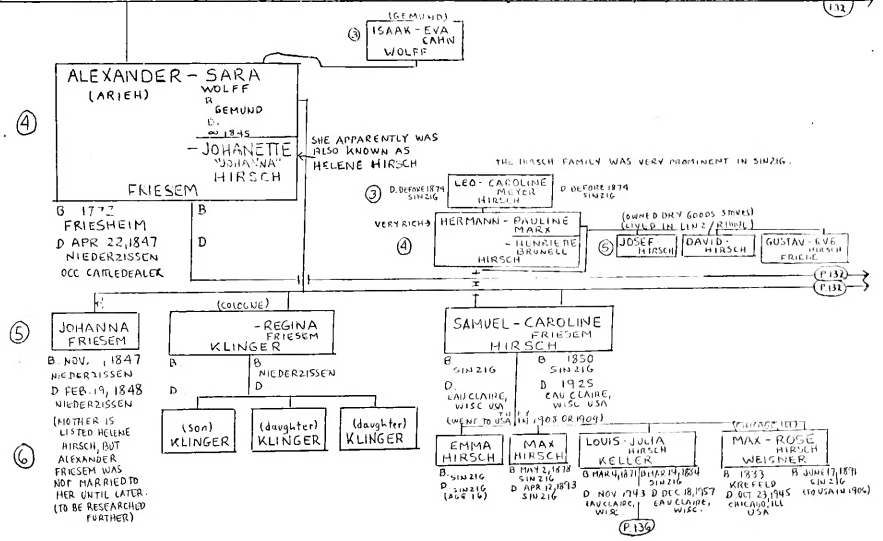 132
(GEMUND)
③ ISAAK - EVA
CAHN
WOLFF
④
ALEXANDER - SARA
(ARIEH)
WOLFF
B
GEMUND
D.
∞ 1845
- JOHANETTE
"JOHANNA"
HIRSCH
FRIESEM
SHE APPARENTLY WAS
ALSO KNOWN AS
HELENE HIRSCH
B 1772
FRIESHEIM
D APR 22, 1847
NIEDERZISSEN
OCC CATTLEDEALER
B
D
THE HIRSCH FAMILY WAS VERY PROMINENT IN SINZIG.
③ D. BEFORE 1874
SINZIG
LEO - CAROLINE
MEYER
HIRSCH
D BEFORE 1874
SINZIG
VERY RICH →
④
HERMANN - PAULINE
MARX
- HENRIETTE
BRUNELL
HIRSCH
(OWNED DRY GOODS STORES)
(LIVED IN LINZ/
⑤
JOSEF
HIRSCH
DAVID -
HIRSCH
GUSTAV - EVE
HIRSCH
P.132
P.132
⑤
JOHANNA
FRIESEM
B. NOV. , 1847
NIEDERZISSEN
D FEB. 19, 1848
NIEDERZISSEN
(MOTHER IS
LISTED HELENE
HIRSCH, BUT
ALEXANDER
FRIESEM WAS
NOT MARRIED TO
HER UNTIL LATER.
(TO BE RESEARCHED
FURTHER)
(COLOGNE)
- REGINA
FRIESEM
KLINGER
B
D
B
NIEDERZISSEN
D
SAMUEL - CAROLINE
FRIESEM
HIRSCH
B
SINZIG
D.
EAU CLAIRE,
WISC USA
B 1850
SINZIG
D 1925
EAU CLAIRE,
WISC USA
(WENT TO USA IN 1908 OR 1909)
⑥
(son)
KLINGER
(daughter)
KLINGER
(daughter)
KLINGER
EMMA
HIRSCH
B.
SINZIG
D SINZIG
(AGE 16)
MAX
HIRSCH
B MAY 2, 1878
SINZIG
D APR 12, 1893
SINZIG
LOUIS - JULIA
HIRSCH
KELLER
B MAR 4, 1871
D NOV 1943
EAU CLAIRE,
WISC
B MAR 14, 1884
SINZIG
D DEC 18, 1957
EAU CLAIRE,
WISC.
P.136
MAX - ROSE
HIRSCH
WEISNER
B 1883
KREFELD
D OCT 23, 1945
CHICAGO, ILL
USA
B JUNE 17, 1891
SINZIG
(TO USA IN 1906)